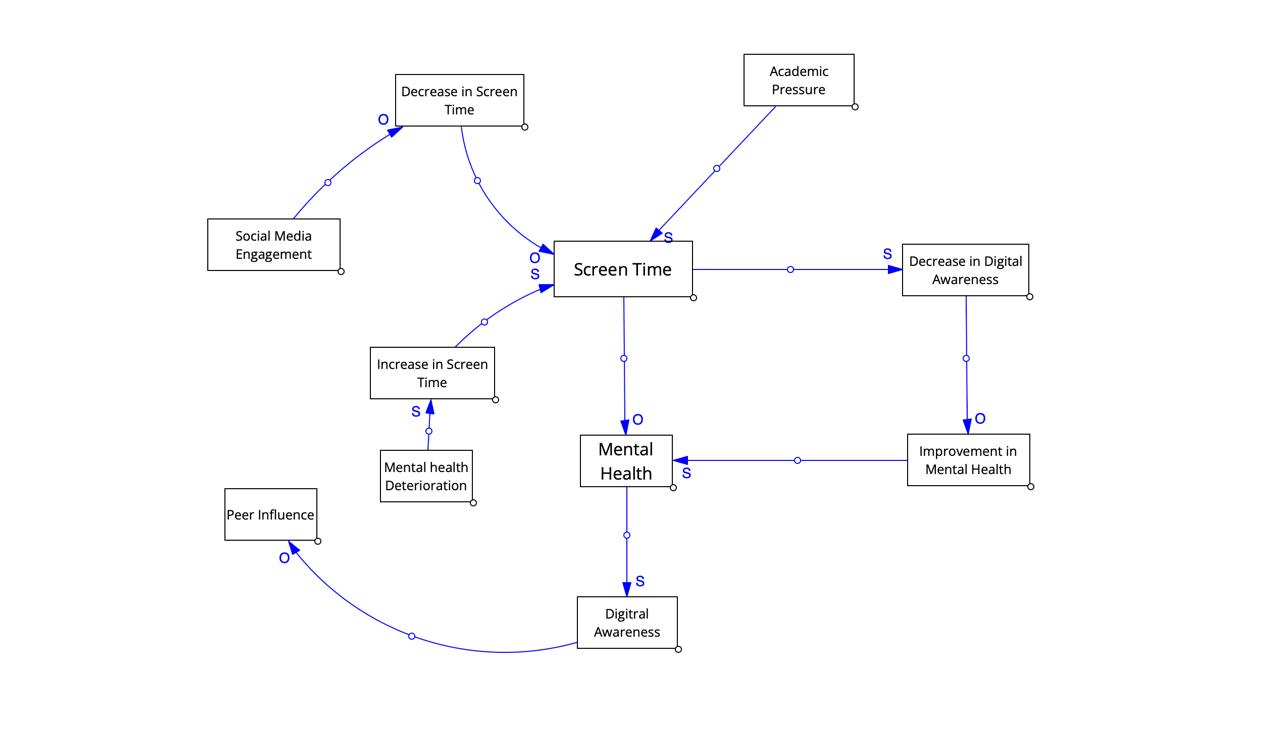 Academic
Pressure
Decrease in Screen
Time
O
Social Media
Engagement
S
O
S
Screen Time
S
Decrease in Digital
Awareness
Increase in Screen
Time
S
O
O
Mental
Health
S
Improvement in
Mental Health
Mental health
Deterioration
Peer Influence
O
S
Digitral
Awareness